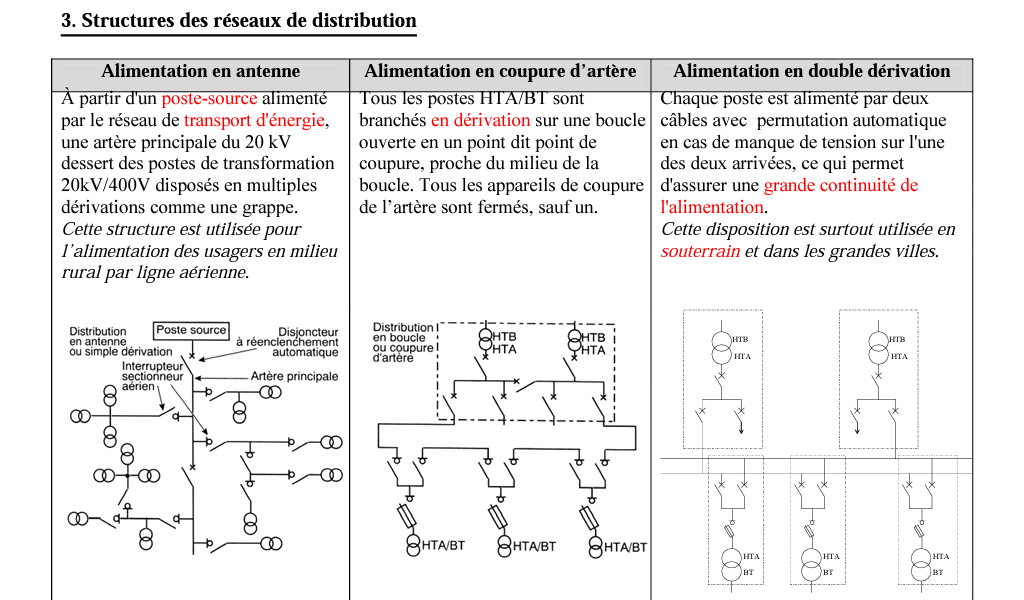 3. Structures des réseaux de distribution
Alimentation en antenne
À partir d'un poste-source alimenté
par le réseau de transport d'énergie,
une artère principale du 20 kV
dessert des postes de transformation
20kV/400V disposés en multiples
dérivations comme une grappe.
Cette structure est utilisée pour
l’alimentation des usagers en milieu
rural par ligne aérienne.
Distribution
en antenne
ou simple dérivation
Poste source
Disjoncteur
à réenclenchement
automatique
Interrupteur
sectionneur
aérien
Artère principale
Alimentation en coupure d’artère
Tous les postes HTA/BT sont
branchés en dérivation sur une boucle
ouverte en un point dit point de
coupure, proche du milieu de la
boucle. Tous les appareils de coupure
de l’artère sont fermés, sauf un.
Distribution
en boucle
ou coupure
d'artère
HTB
HTA
HTB
HTA
HTA/BT
HTA/BT
HTA/BT
Alimentation en double dérivation
Chaque poste est alimenté par deux
câbles avec  permutation automatique
en cas de manque de tension sur l'une
des deux arrivées, ce qui permet
d'assurer une grande continuité de
l'alimentation.
Cette disposition est surtout utilisée en
souterrain et dans les grandes villes.
HTB
HTA
HTB
HTA
HTA
BT
HTA
BT
HTA
BT